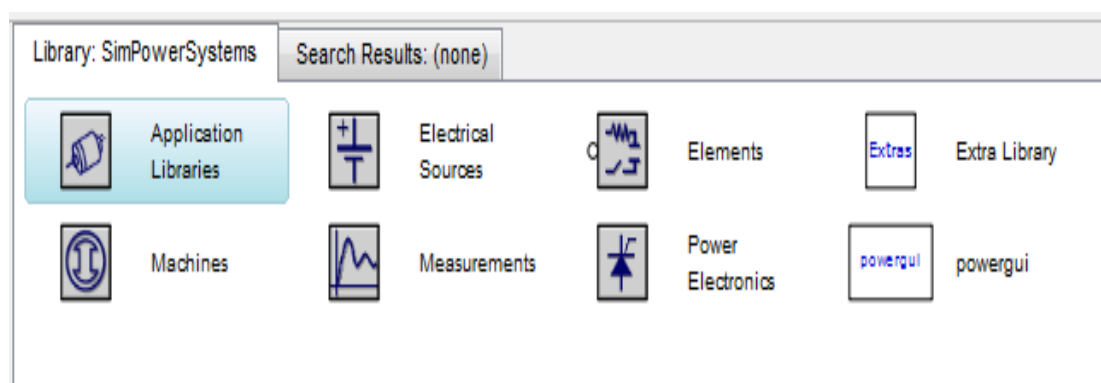 Library: SimPowerSystems
Search Results: (none)
Application
Libraries
Electrical
Sources
Elements
Extras
Extra Library
Machines
Measurements
Power
Electronics
powergui
powergui